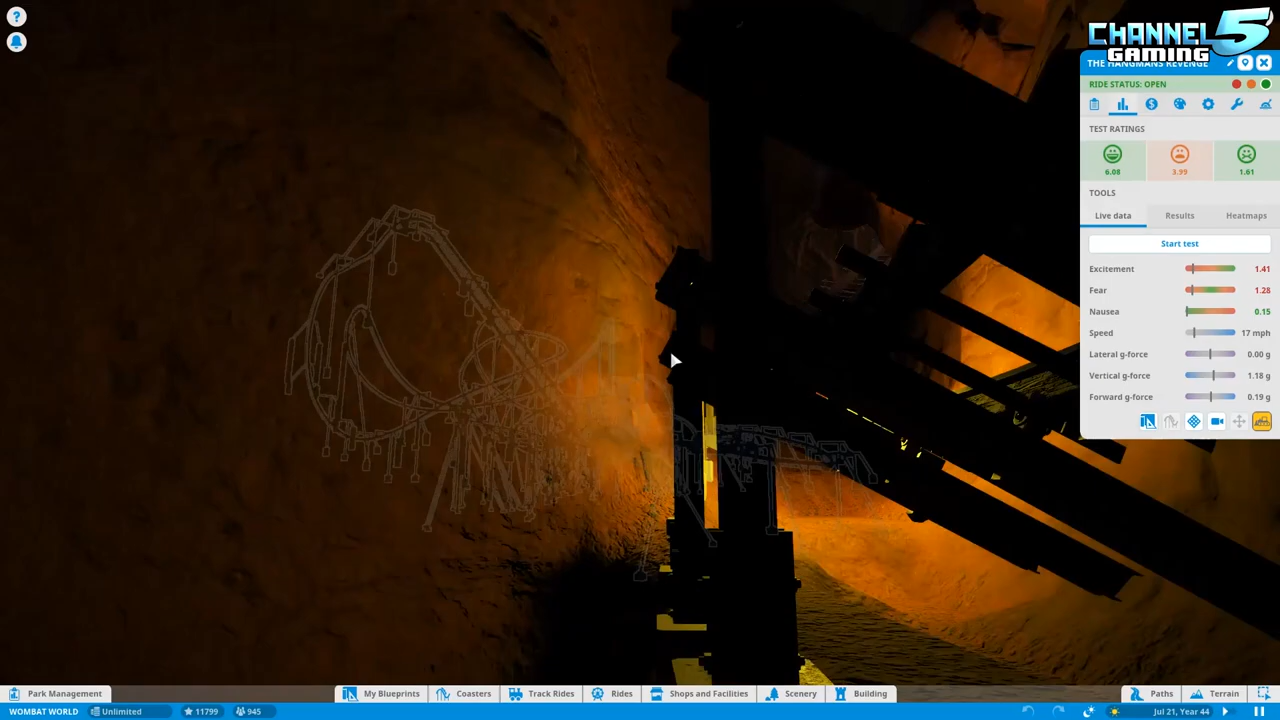 ?
CHANNEL 5
GAMING
THE HANGMANS REVENGE
RIDE STATUS: OPEN
TEST RATINGS
6.08 3.99 1.61
TOOLS
Live data Results Heatmaps
Start test
Excitement 1.41
Fear 1.28
Nausea 0.15
Speed 17 mph
Lateral g-force 0.00 g
Vertical g-force 1.18 g
Forward g-force 0.19 g
Park Management My Blueprints Coasters Track Rides Rides Shops and Facilities Scenery Building Paths Terrain
WOMBAT WORLD Unlimited 11799 945 Jul 21, Year 44